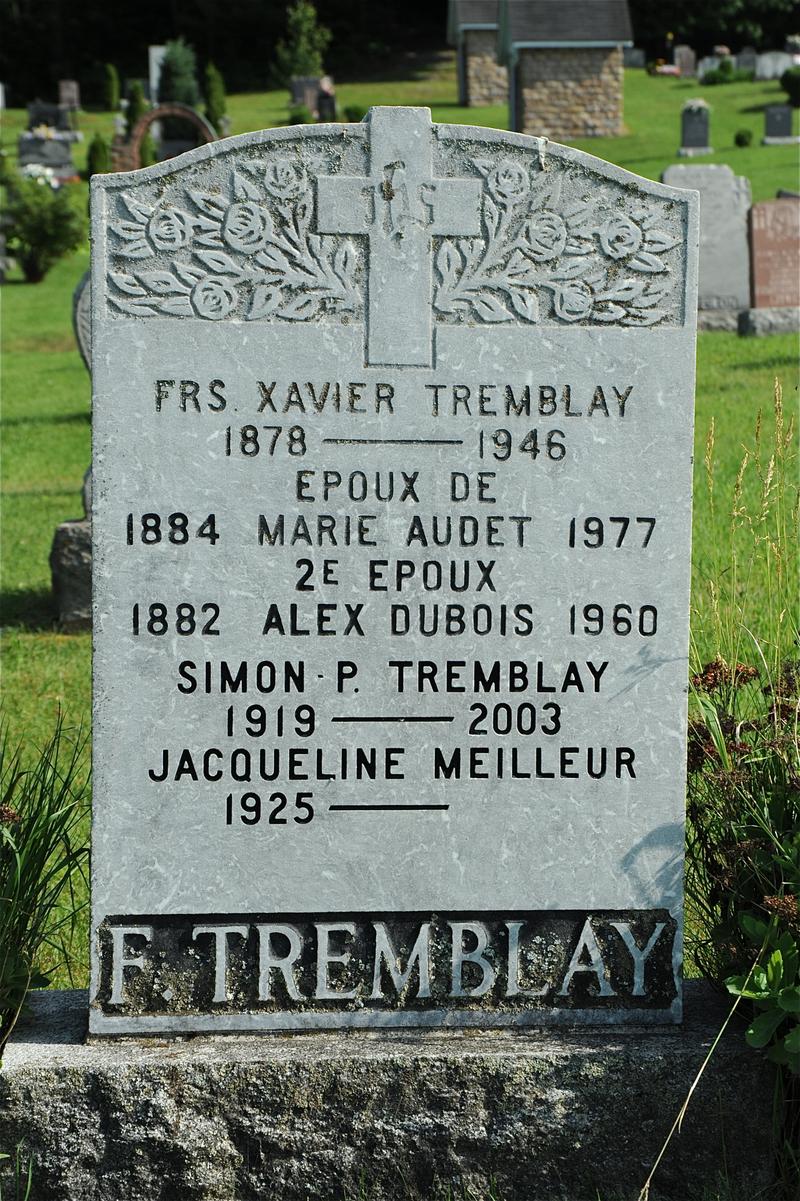 IHS
FRS. XAVIER TREMBLAY
1878 — 1946
EPOUX DE
1884 MARIE AUDET 1977
2E EPOUX
1882 ALEX DUBOIS 1960
SIMON P. TREMBLAY
1919 — 2003
JACQUELINE MEILLEUR
1925 —
F. TREMBLAY